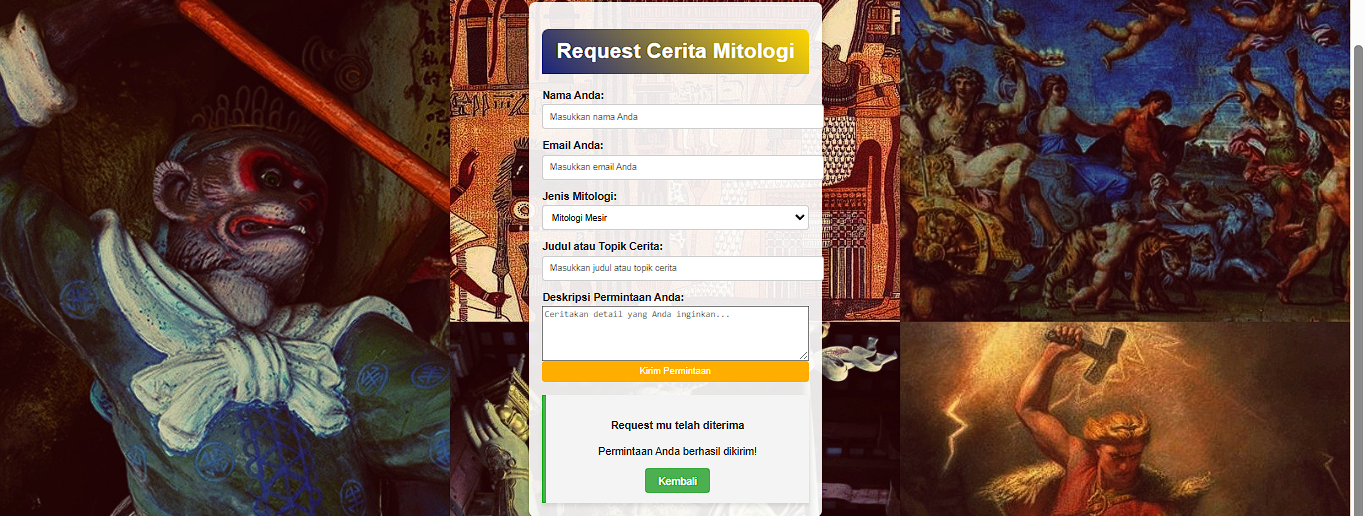 Request Cerita Mitologi
Nama Anda:
Masukkan nama Anda
Email Anda:
Masukkan email Anda
Jenis Mitologi:
Mitologi Mesir
Judul atau Topik Cerita:
Masukkan judul atau topik cerita
Deskripsi Permintaan Anda:
Ceritakan detail yang Anda inginkan...
Kirim Permintaan
Request mu telah diterima
Permintaan Anda berhasil dikirim!
Kembali